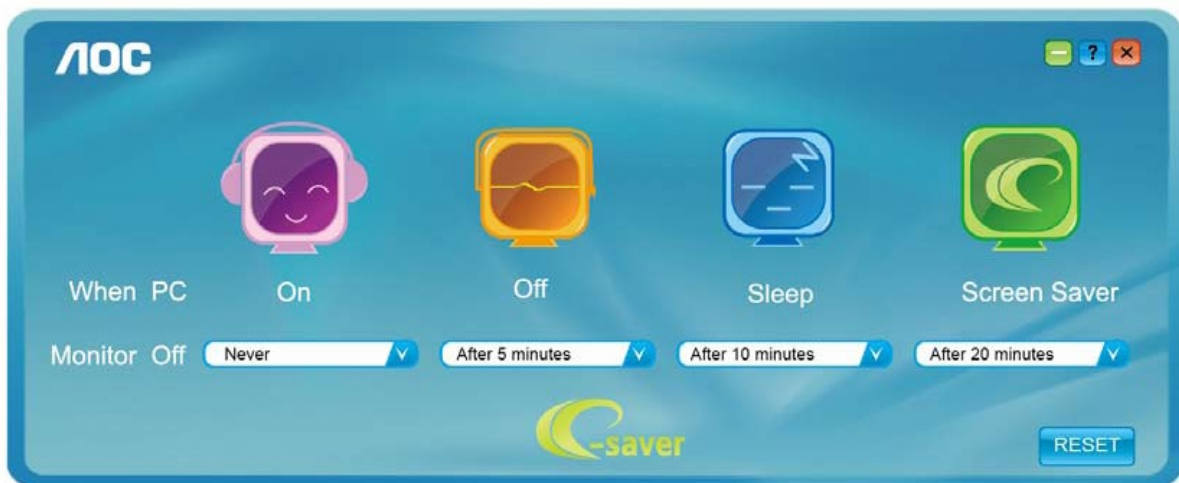 AOC
?
When PC On Off Sleep Screen Saver
Monitor Off Never After 5 minutes After 10 minutes After 20 minutes
e-saver
RESET